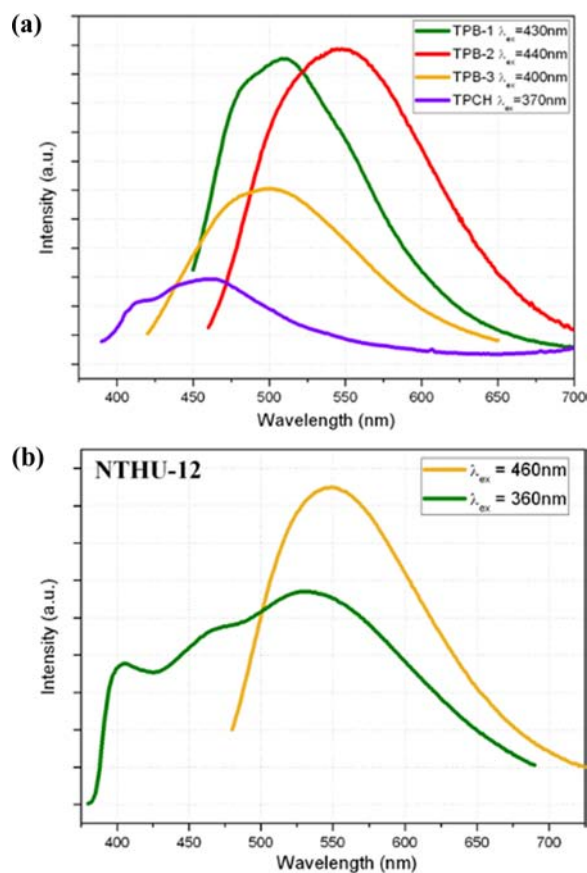 (a)
TPB-1 λex=430nm
TPB-2 λex=440nm
TPB-3 λex=400nm
TPCH λex=370nm
Intensity (a.u.)
400 450 500 550 600 650 700
Wavelength (nm)
(b)
NTHU-12
λex = 460nm
λex = 360nm
Intensity (a.u.)
400 450 500 550 600 650 700
Wavelength (nm)